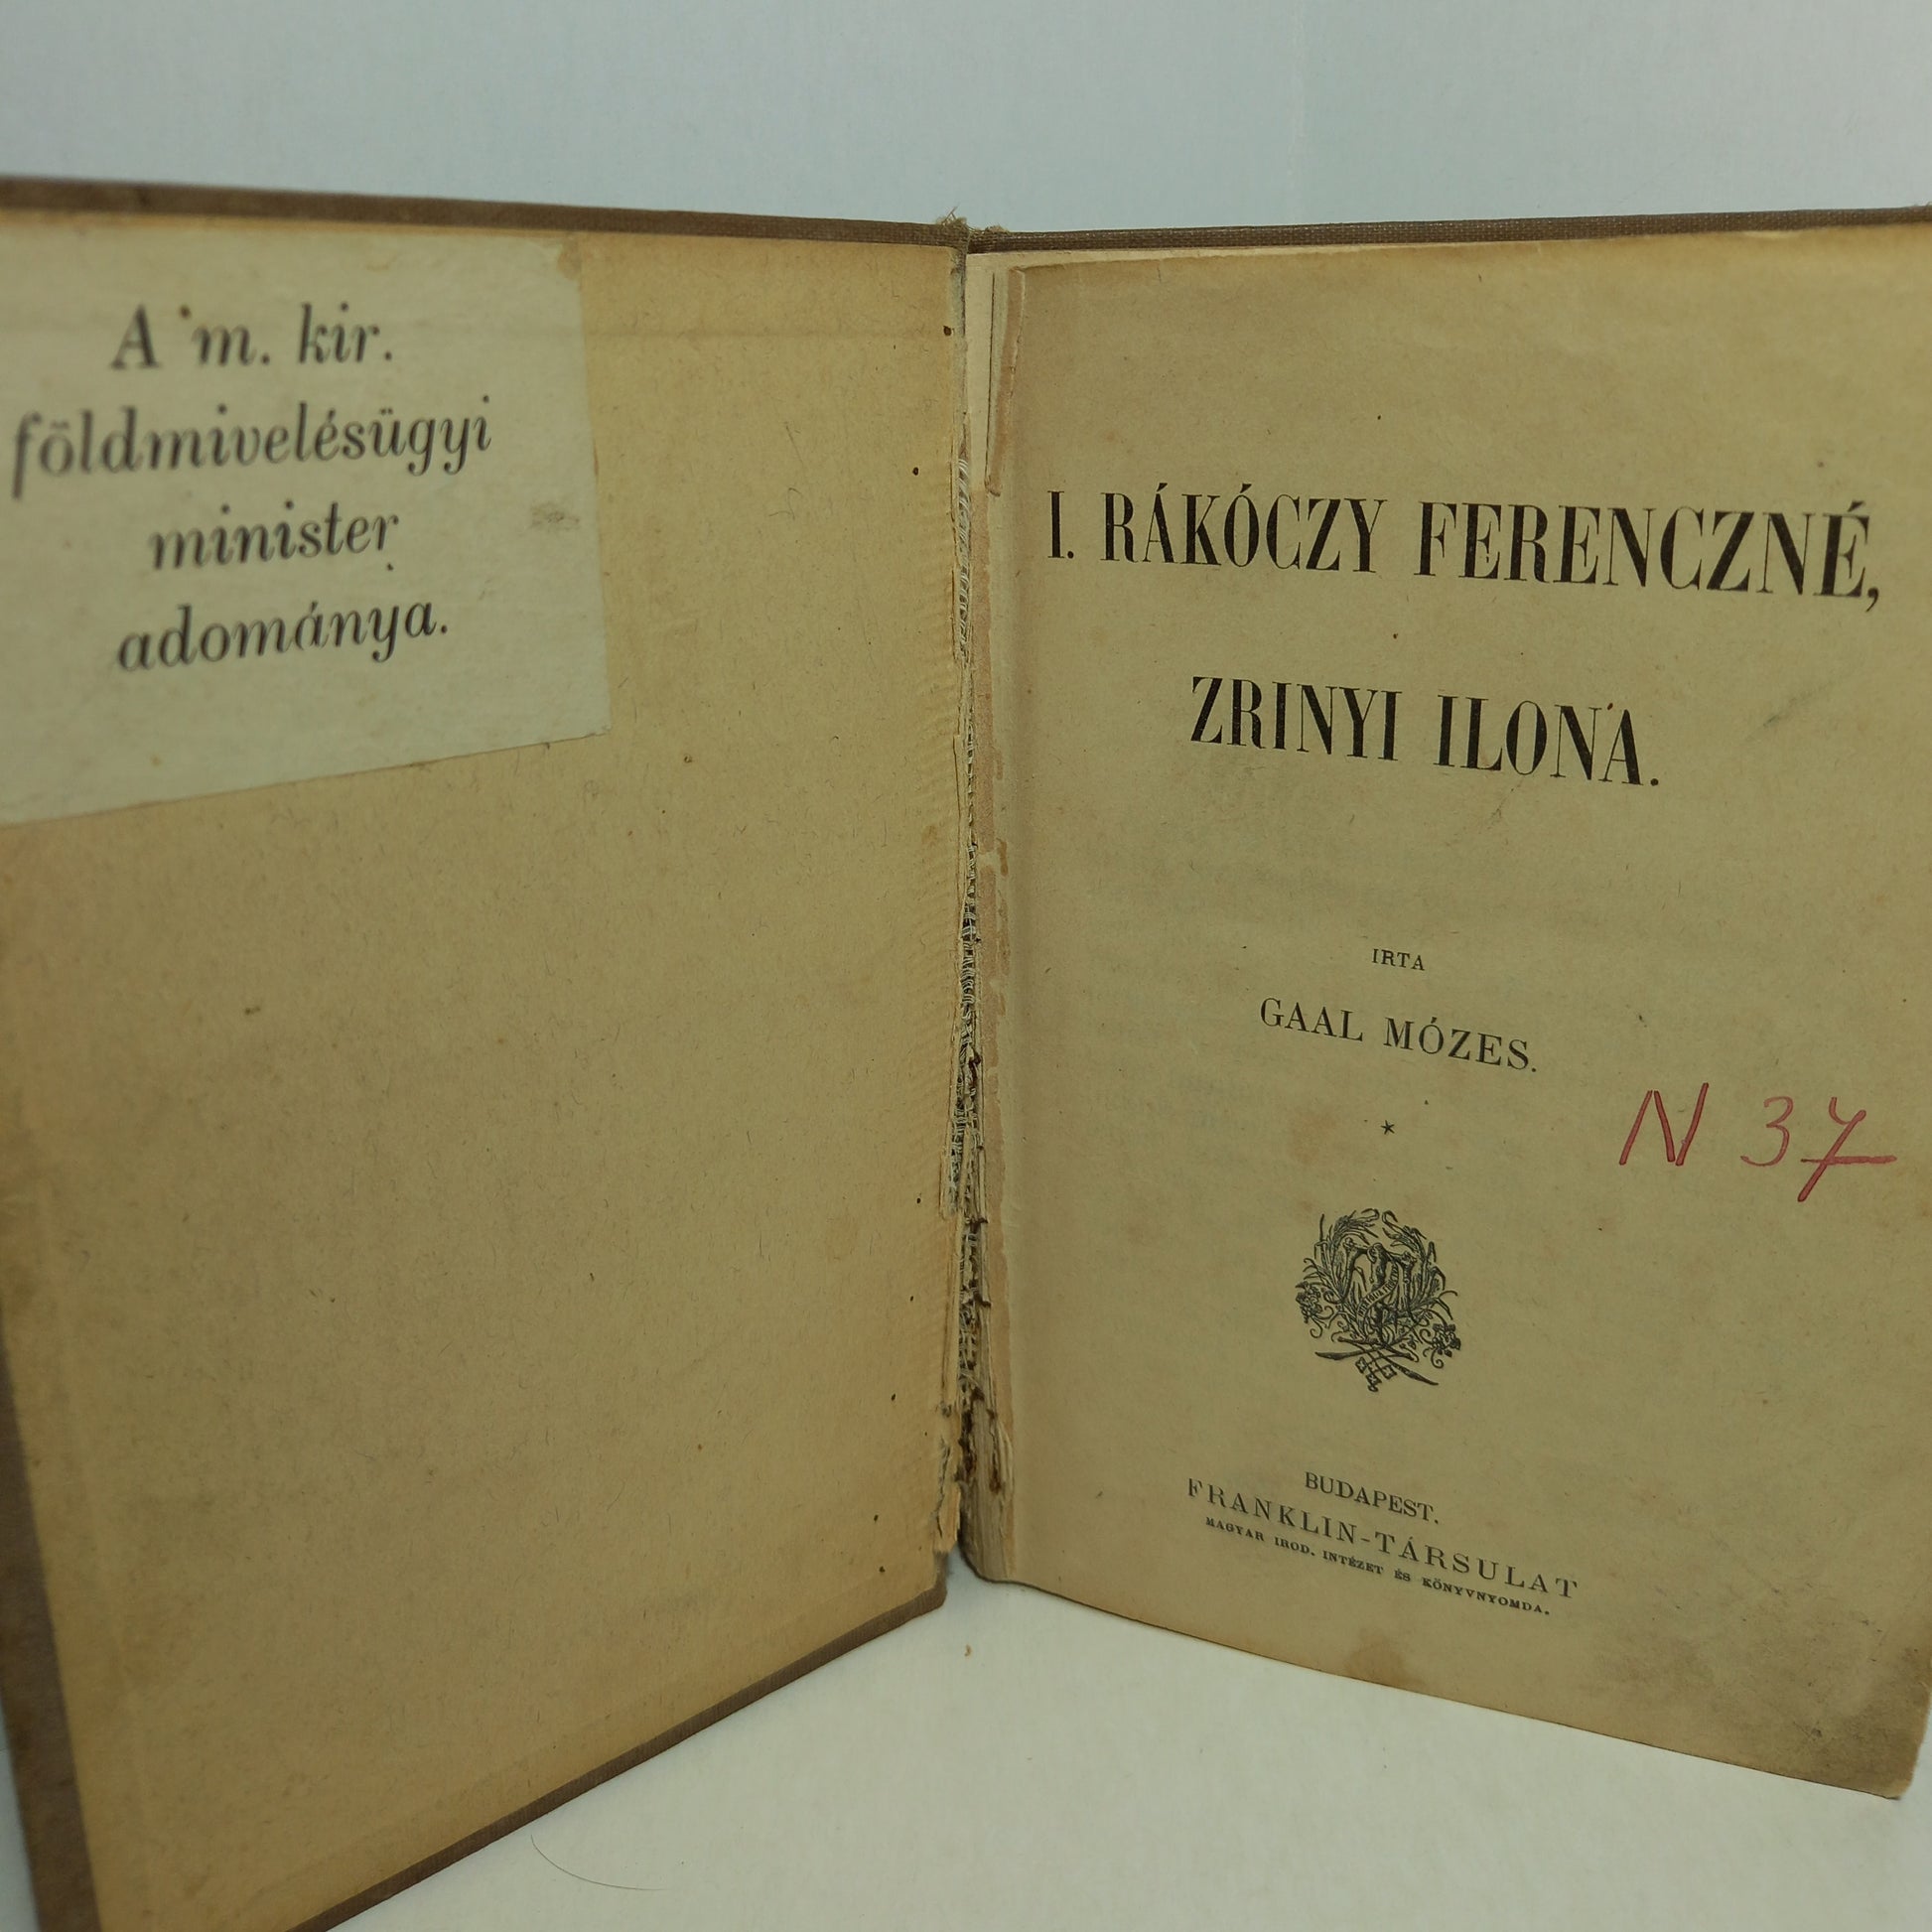 A m. kir.
földmivelésügyi
minister
adománya.
I. RÁKÓCZY FERENCZNÉ,
ZRINYI ILONA.
IRTA
GAAL MÓZES.
*
N 37
BUDAPEST.
FRANKLIN-TÁRSULAT
MAGYAR IROD. INTÉZET ÉS KÖNYVNYOMDA.